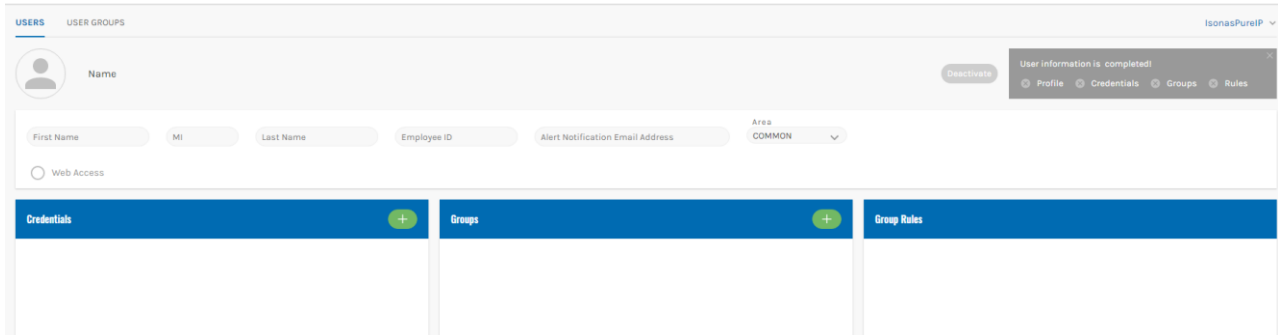 USERS USER GROUPS IsonasPureIP
Name Deactivate
User information is completed!
Profile Credentials Groups Rules
First Name MI Last Name Employee ID Alert Notification Email Address Area
COMMON
Web Access
Credentials + Groups + Group Rules